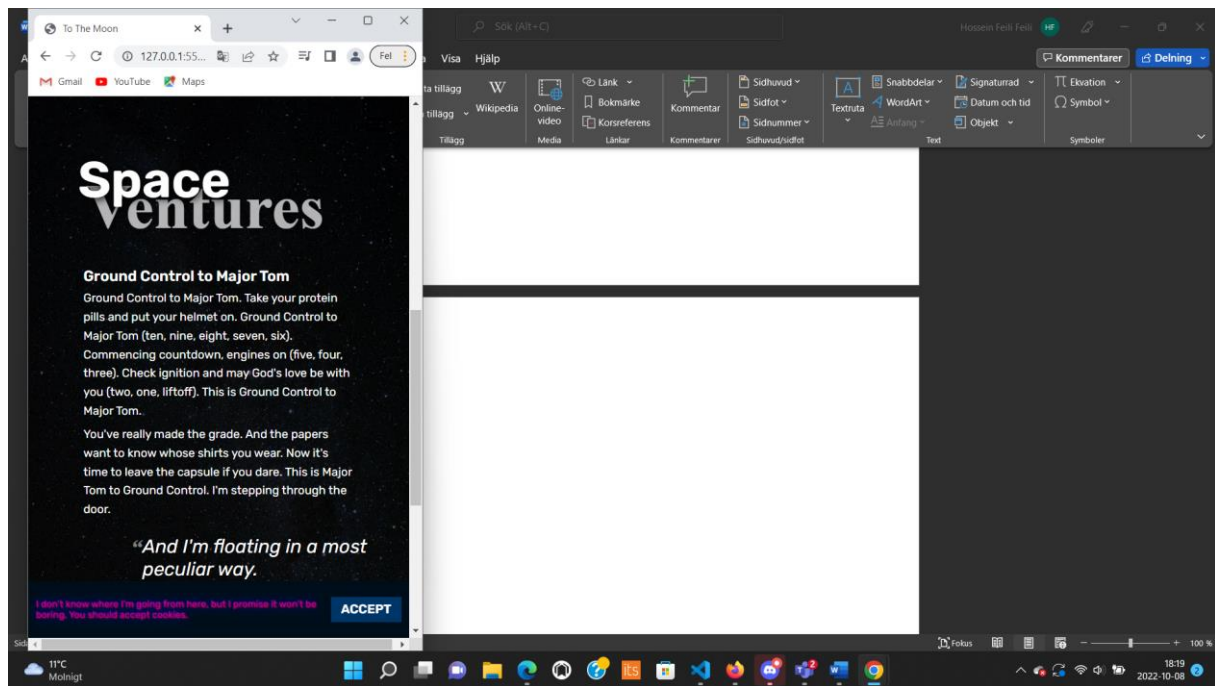 To The Moon
127.0.0.1:55...
Fel
Gmail YouTube Maps
Space
Ventures
Ground Control to Major Tom
Ground Control to Major Tom. Take your protein
pills and put your helmet on. Ground Control to
Major Tom (ten, nine, eight, seven, six).
Commencing countdown, engines on (five, four,
three). Check ignition and may God's love be with
you (two, one, liftoff). This is Ground Control to
Major Tom.
You've really made the grade. And the papers
want to know whose shirts you wear. Now it's
time to leave the capsule if you dare. This is Major
Tom to Ground Control. I'm stepping through the
door.
“And I'm floating in a most
peculiar way.
I don't know where I'm going from here, but I promise it won't be
boring. You should accept cookies.
ACCEPT
Sök (Alt+C)
Hossein Feili Feili HF
Visa Hjälp
Kommentarer Delning
ta tillägg
tillägg
Wikipedia
Online-
video
Länk
Bokmärke
Korsreferens
Kommentar
Sidhuvud
Sidfot
Sidnummer
Textruta
Snabbdelar
WordArt
Anfang
Signaturrad
Datum och tid
Objekt
Ekvation
Symbol
Tillägg Media Länkar Kommentarer Sidhuvud/sidfot Text Symboler
Fokus
100 %
11°C
Molnigt
its
18:19
2022-10-08
2